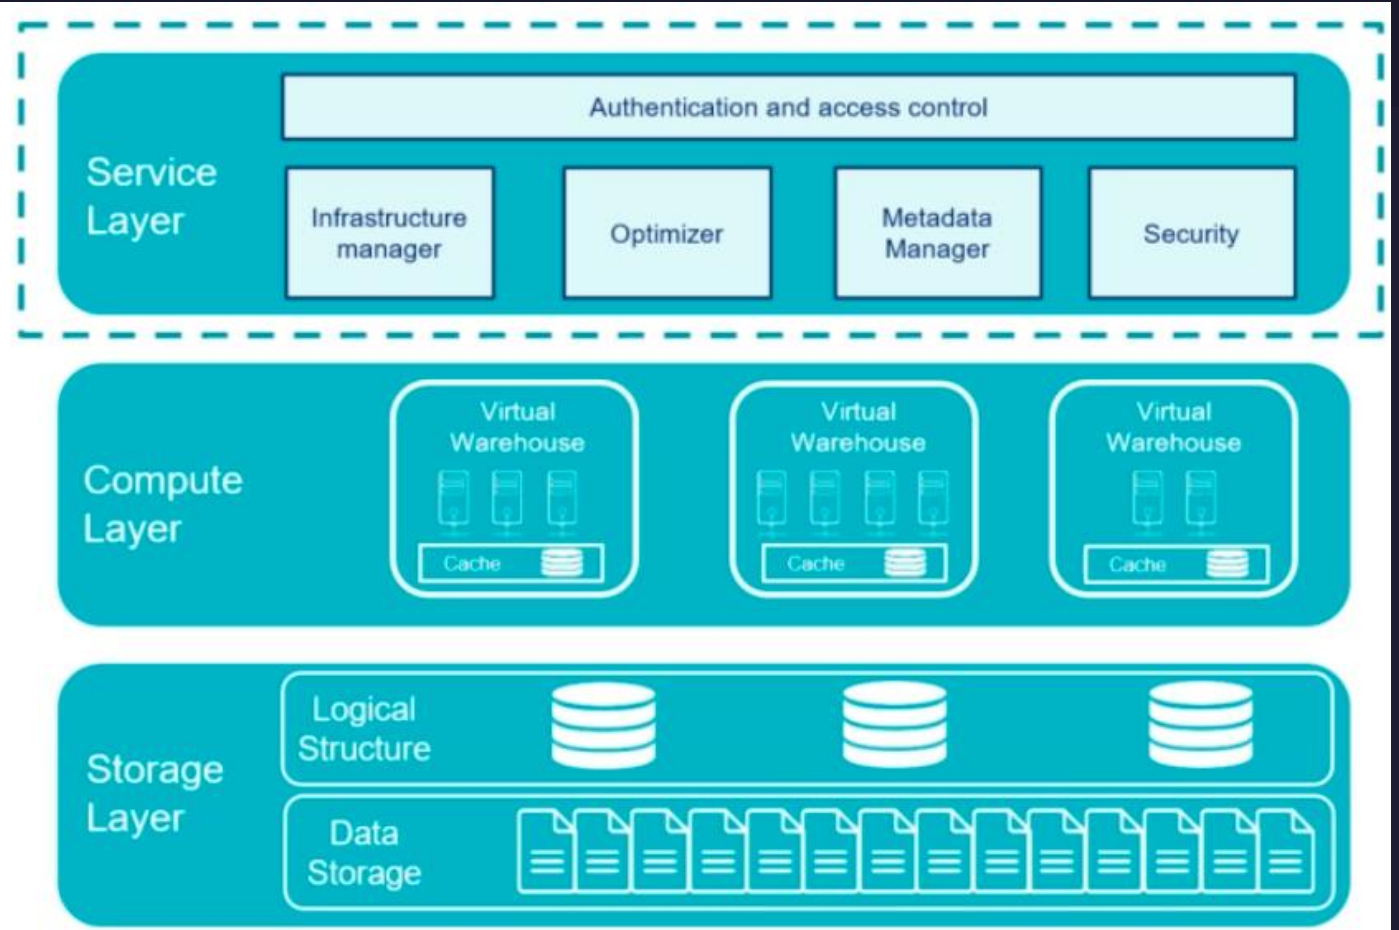 Authentication and access control
Service
Layer
Infrastructure
manager
Optimizer
Metadata
Manager
Security
Compute
Layer
Virtual
Warehouse
Cache
Virtual
Warehouse
Cache
Virtual
Warehouse
Cache
Storage
Layer
Logical
Structure
Data
Storage